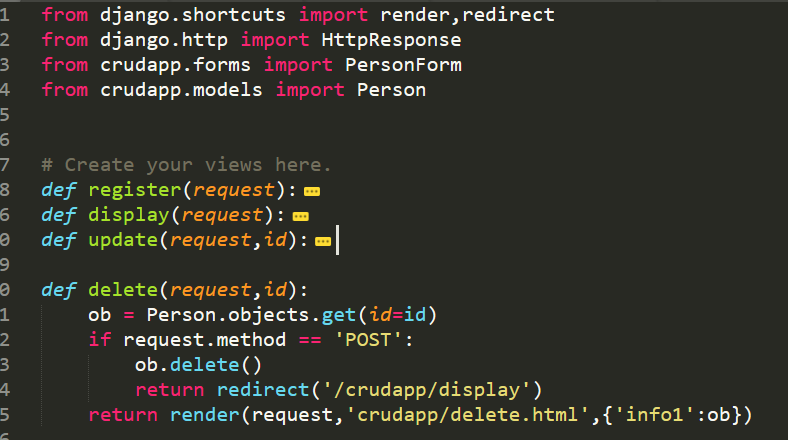 1 from django.shortcuts import render,redirect
2 from django.http import HttpResponse
3 from crudapp.forms import PersonForm
4 from crudapp.models import Person
5
6
7 # Create your views here.
8 def register(request):
6 def display(request):
0 def update(request,id):
9
0 def delete(request,id):
1     ob = Person.objects.get(id=id)
2     if request.method == 'POST':
3         ob.delete()
4         return redirect('/crudapp/display')
5     return render(request,'crudapp/delete.html',{'info1':ob})